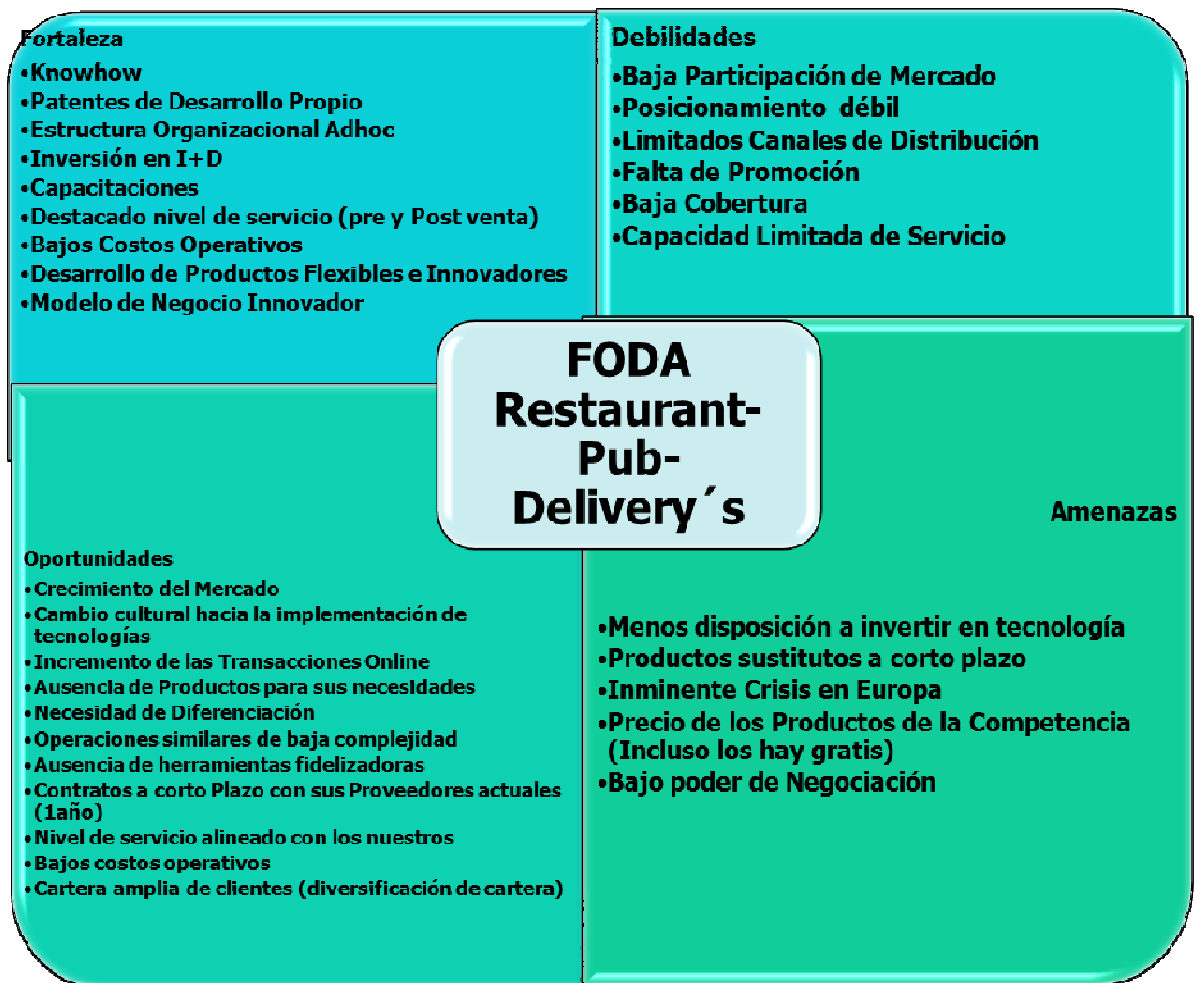 Fortaleza
•Knowhow
•Patentes de Desarrollo Propio
•Estructura Organizacional Adhoc
•Inversión en I+D
•Capacitaciones
•Destacado nivel de servicio (pre y Post venta)
•Bajos Costos Operativos
•Desarrollo de Productos Flexibles e Innovadores
•Modelo de Negocio Innovador
Debilidades
•Baja Participación de Mercado
•Posicionamiento débil
•Limitados Canales de Distribución
•Falta de Promoción
•Baja Cobertura
•Capacidad Limitada de Servicio
FODA
Restaurant-
Pub-
Delivery´s
Oportunidades
•Crecimiento del Mercado
•Cambio cultural hacia la implementación de
tecnologías
•Incremento de las Transacciones Online
•Ausencia de Productos para sus necesidades
•Necesidad de Diferenciación
•Operaciones similares de baja complejidad
•Ausencia de herramientas fidelizadoras
•Contratos a corto Plazo con sus Proveedores actuales
(1año)
•Nivel de servicio alineado con los nuestros
•Bajos costos operativos
•Cartera amplia de clientes (diversificación de cartera)
Amenazas
•Menos disposición a invertir en tecnología
•Productos sustitutos a corto plazo
•Inminente Crisis en Europa
•Precio de los Productos de la Competencia
(Incluso los hay gratis)
•Bajo poder de Negociación